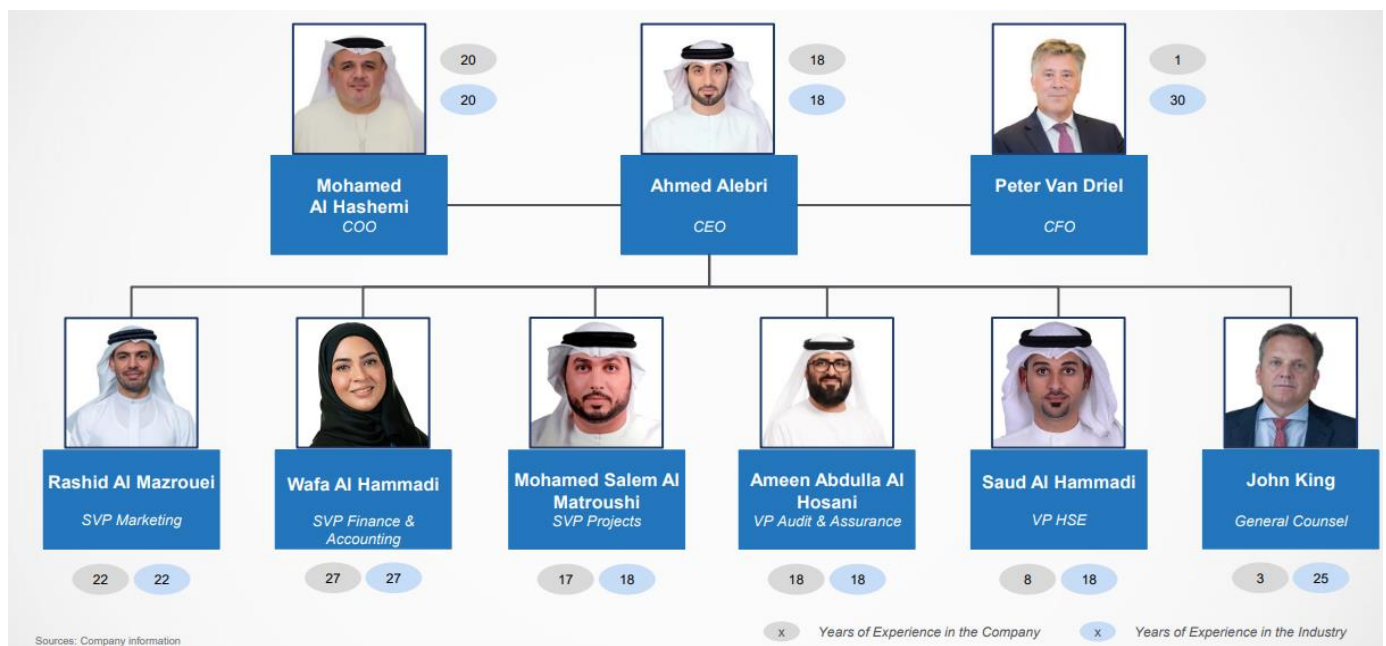 20
20
18
18
1
30
Mohamed
Al Hashemi
COO
Ahmed Alebri
CEO
Peter Van Driel
CFO
Rashid Al Mazrouei
SVP Marketing
Wafa Al Hammadi
SVP Finance &
Accounting
Mohamed Salem Al
Matroushi
SVP Projects
Ameen Abdulla Al
Hosani
VP Audit & Assurance
Saud Al Hammadi
VP HSE
John King
General Counsel
22 22
27 27
17 18
18 18
8 18
3 25
Sources: Company information
x Years of Experience in the Company
x Years of Experience in the Industry